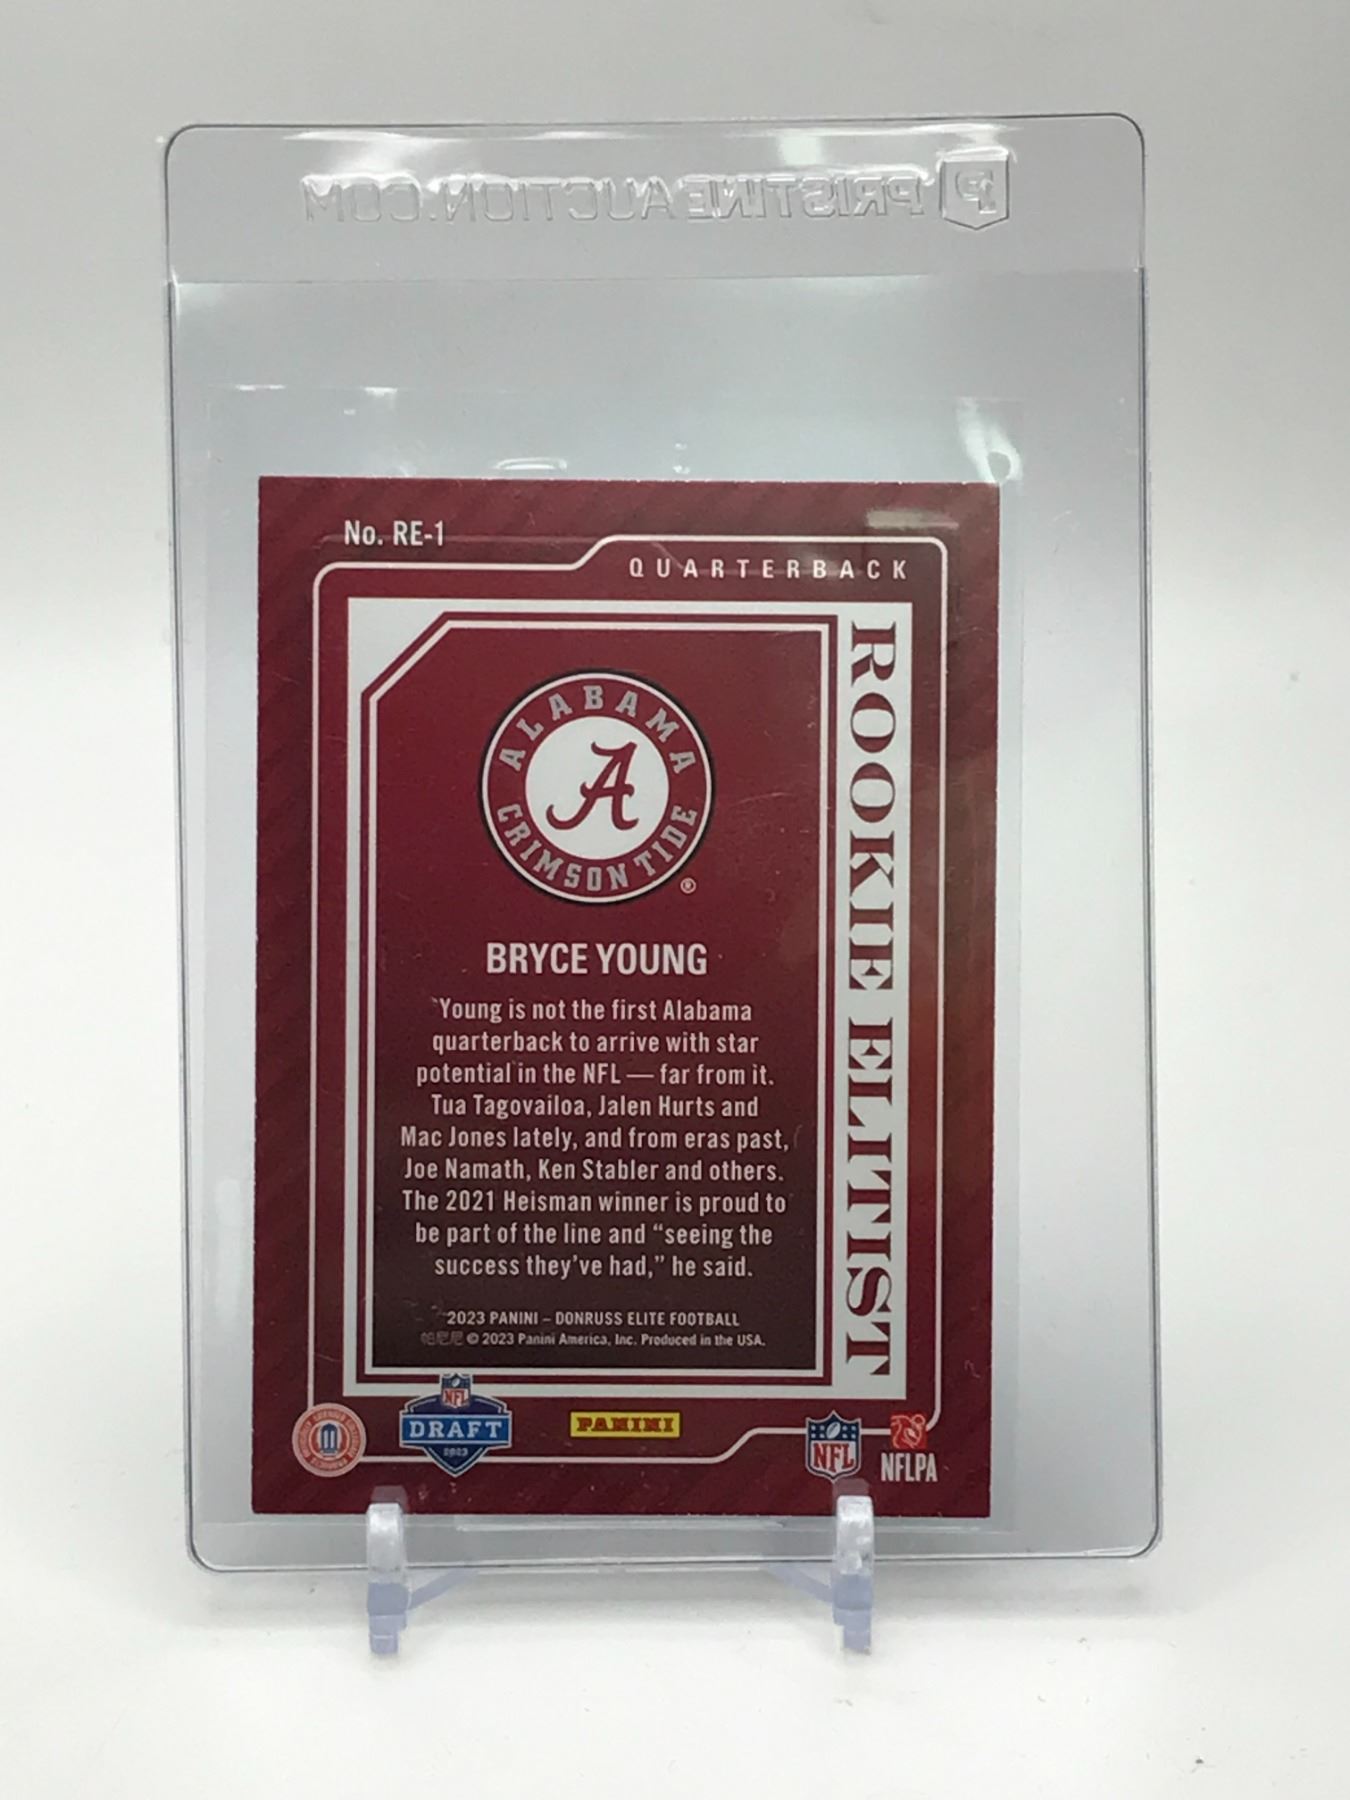 PRISTINEAUCTION.COM
No. RE-1
QUARTERBACK
ROOKIE ELITIST
ALABAMA
A
CRIMSON TIDE
®
BRYCE YOUNG
Young is not the first Alabama
quarterback to arrive with star
potential in the NFL — far from it.
Tua Tagovailoa, Jalen Hurts and
Mac Jones lately, and from eras past,
Joe Namath, Ken Stabler and others.
The 2021 Heisman winner is proud to
be part of the line and “seeing the
success they’ve had,” he said.
2023 PANINI – DONRUSS ELITE FOOTBALL
帕尼尼 © 2023 Panini America, Inc. Produced in the USA.
NFL
DRAFT
2023
PANINI
NFL
NFLPA